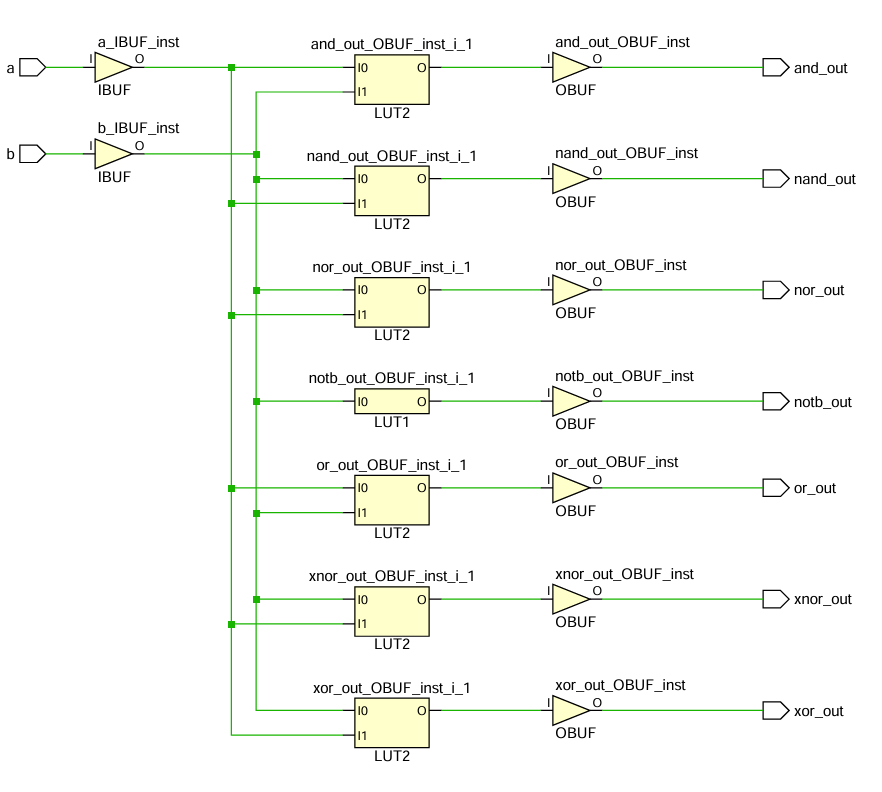 a_IBUF_inst
a
I
O
IBUF
and_out_OBUF_inst_i_1
I0
I1
O
LUT2
and_out_OBUF_inst
I
O
OBUF
and_out
b_IBUF_inst
b
I
O
IBUF
nand_out_OBUF_inst_i_1
I0
I1
O
LUT2
nand_out_OBUF_inst
I
O
OBUF
nand_out
nor_out_OBUF_inst_i_1
I0
I1
O
LUT2
nor_out_OBUF_inst
I
O
OBUF
nor_out
notb_out_OBUF_inst_i_1
I0
O
LUT1
notb_out_OBUF_inst
I
O
OBUF
notb_out
or_out_OBUF_inst_i_1
I0
I1
O
LUT2
or_out_OBUF_inst
I
O
OBUF
or_out
xnor_out_OBUF_inst_i_1
I0
I1
O
LUT2
xnor_out_OBUF_inst
I
O
OBUF
xnor_out
xor_out_OBUF_inst_i_1
I0
I1
O
LUT2
xor_out_OBUF_inst
I
O
OBUF
xor_out